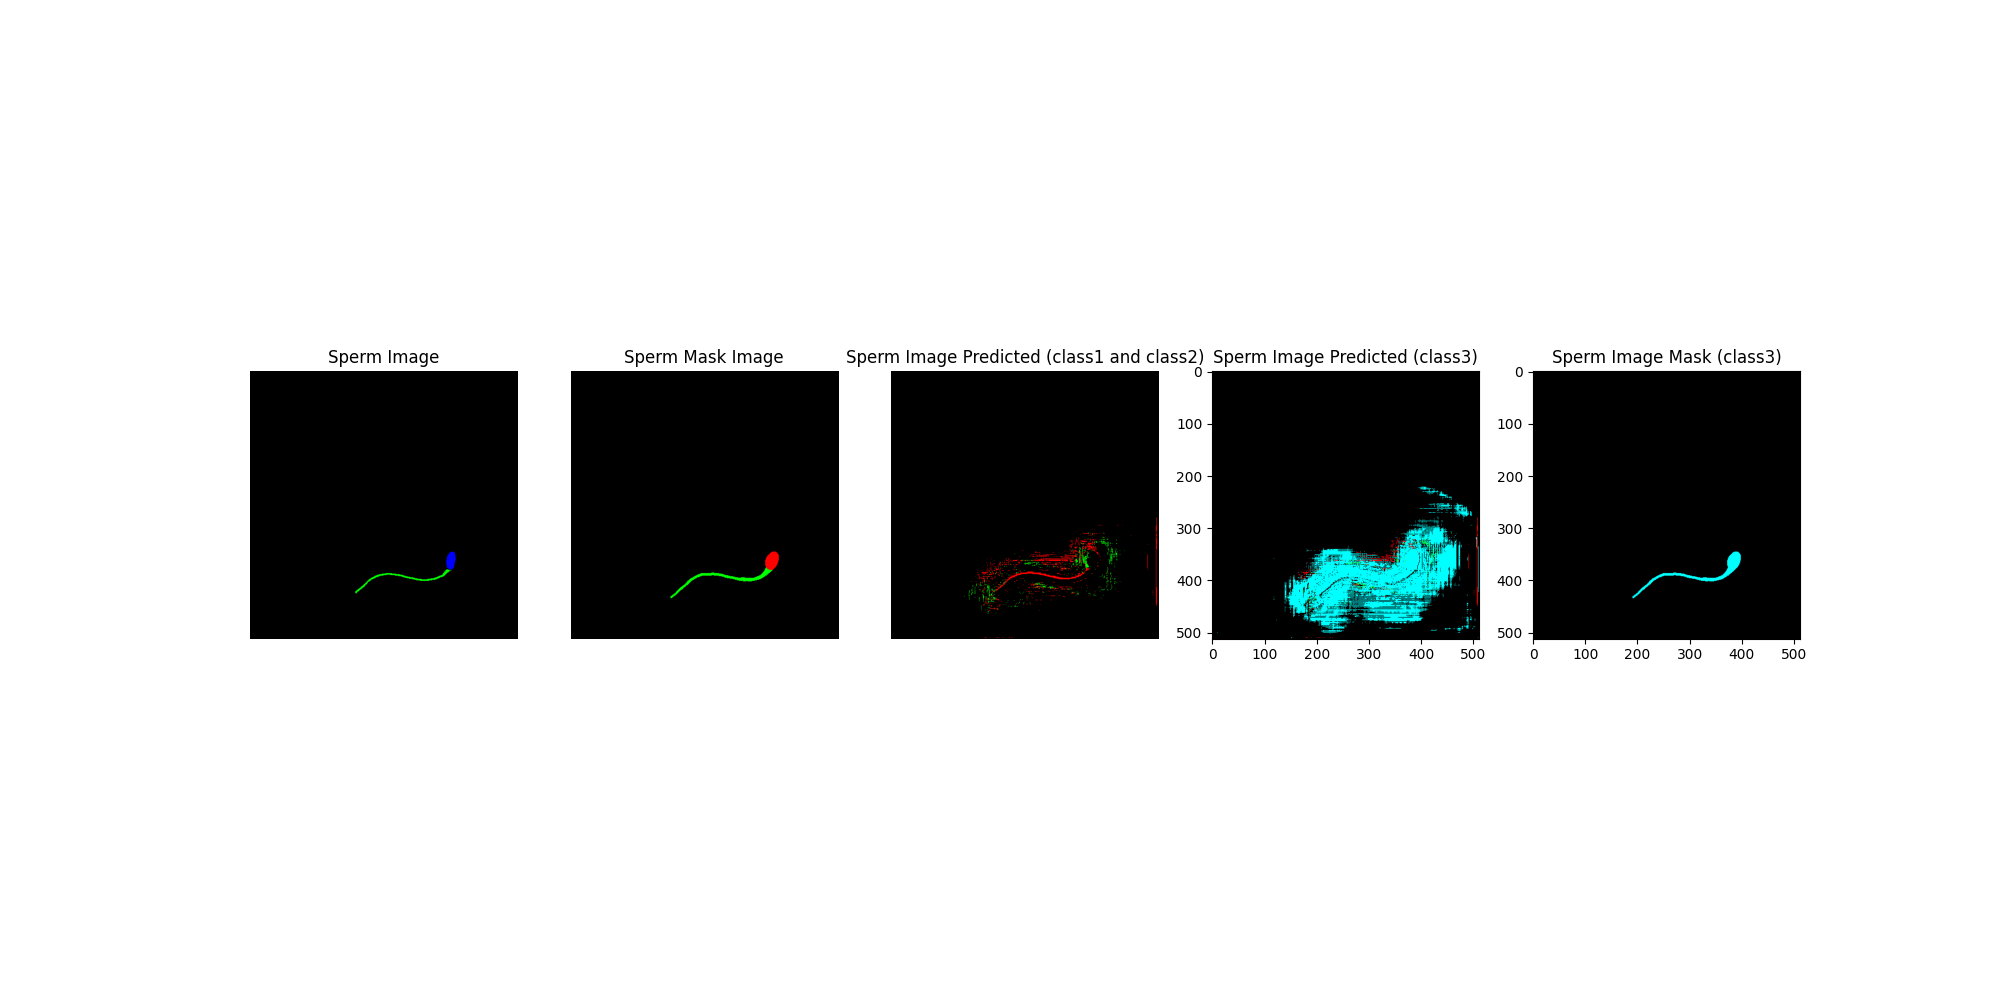 Sperm Image
Sperm Mask Image
Sperm Image Predicted (class1 and class2)
Sperm Image Predicted (class3)
Sperm Image Mask (class3)
0
100
200
300
400
500
0 100 200 300 400 500
0
100
200
300
400
500
0 100 200 300 400 500